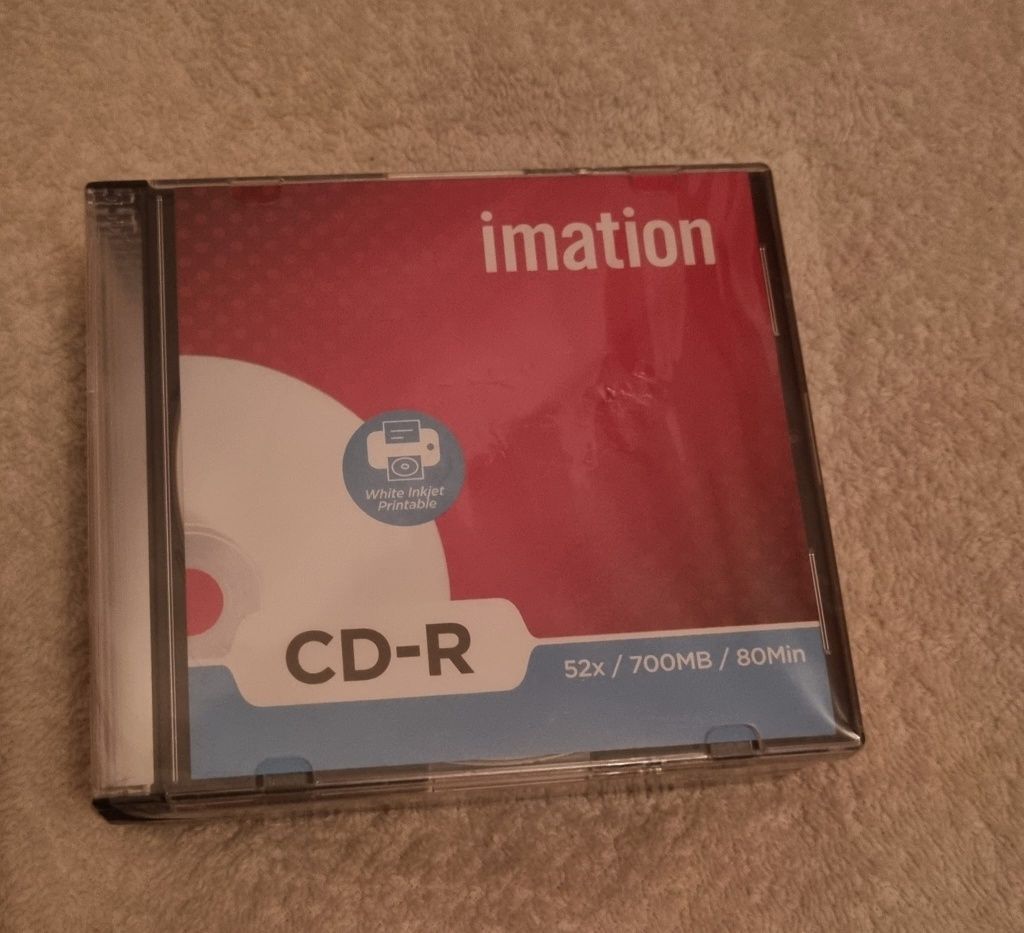 imation
White Inkjet
Printable
CD-R
52x / 700MB / 80Min